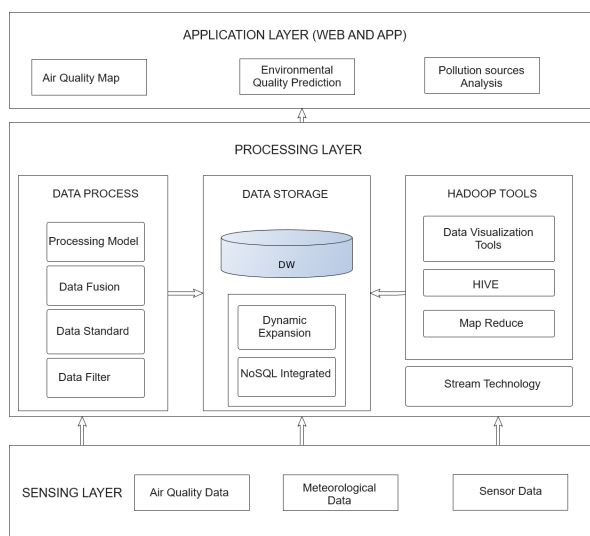 APPLICATION LAYER (WEB AND APP)
Air Quality Map
Environmental
Quality Prediction
Pollution sources
Analysis
PROCESSING LAYER
DATA PROCESS
Processing Model
Data Fusion
Data Standard
Data Filter
DATA STORAGE
DW
Dynamic
Expansion
NoSQL Integrated
HADOOP TOOLS
Data Visualization
Tools
HIVE
Map Reduce
Stream Technology
SENSING LAYER
Air Quality Data
Meteorological
Data
Sensor Data